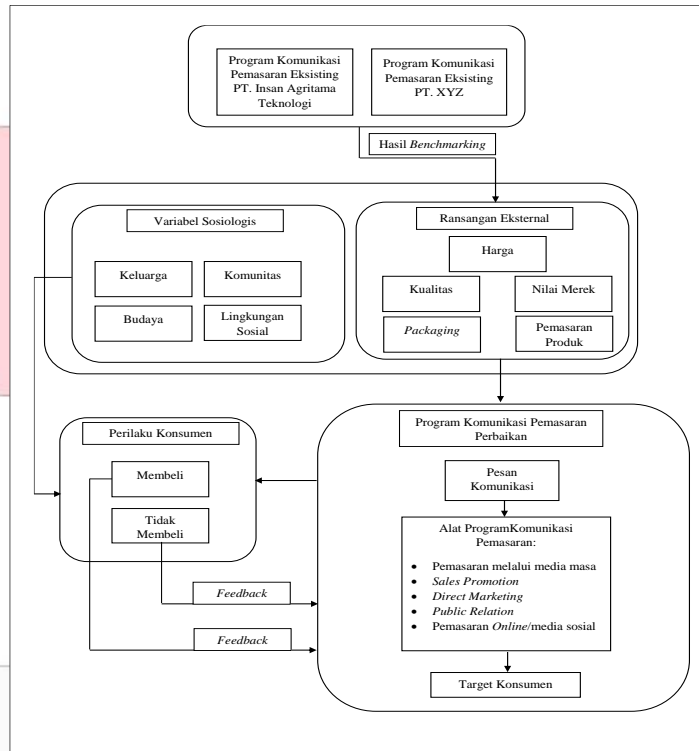 Program Komunikasi
Pemasaran Eksisting
PT. Insan Agritama
Teknologi
Program Komunikasi
Pemasaran Eksisting
PT. XYZ
Hasil Benchmarking
Variabel Sosiologis
Keluarga
Komunitas
Budaya
Lingkungan
Sosial
Ransangan Eksternal
Harga
Kualitas
Nilai Merek
Packaging
Pemasaran
Produk
Perilaku Konsumen
Membeli
Tidak
Membeli
Feedback
Feedback
Program Komunikasi Pemasaran
Perbaikan
Pesan
Komunikasi
Alat ProgramKomunikasi
Pemasaran:
• Pemasaran melalui media masa
• Sales Promotion
• Direct Marketing
• Public Relation
• Pemasaran Online/media sosial
Target Konsumen